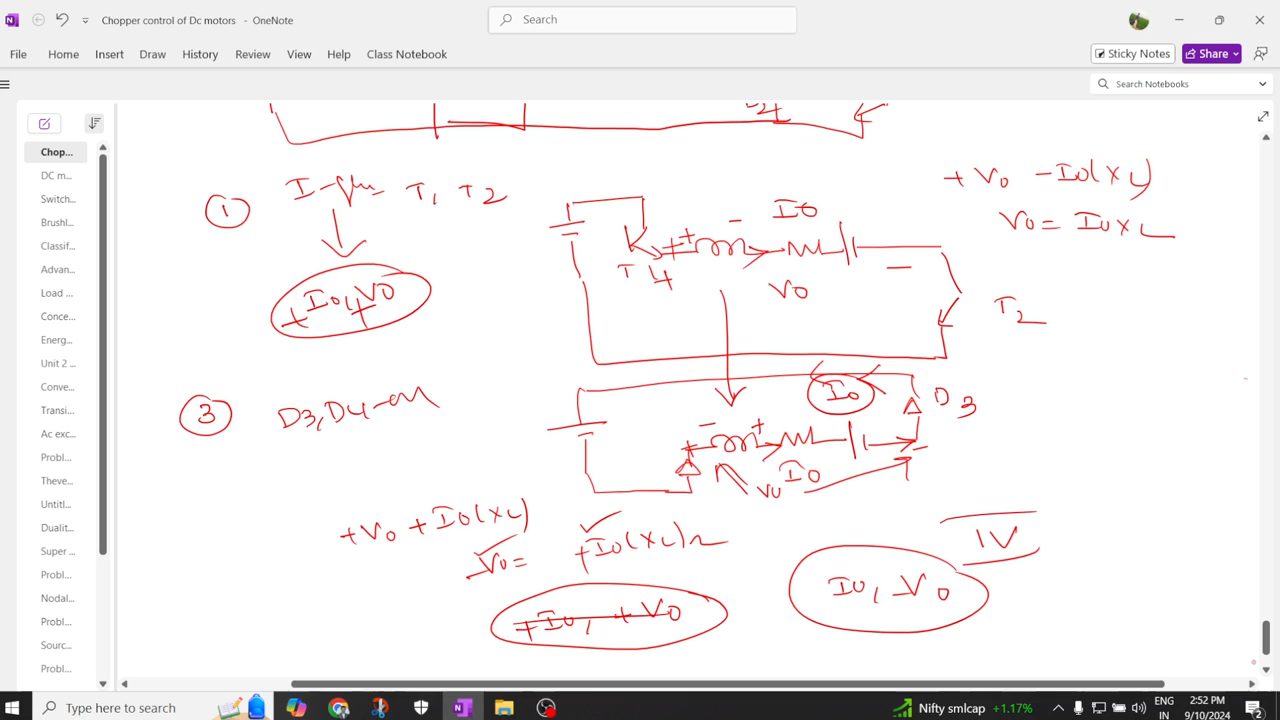 Chopper control of Dc motors - OneNote
Search
File Home Insert Draw History Review View Help Class Notebook
Sticky Notes
Share
Search Notebooks
Chop...
DC m...
Switch...
Brushl...
Classif...
Advan...
Load ...
Conce...
Energ...
Unit 2 ...
Conve...
Transi...
Ac exc...
Probl...
Theve...
Untitl...
Dualit...
Super ...
Probl...
Nodal...
Probl...
Sourc...
Probl...
① I- T1 T2
+Io, +Vo
+ - Io
T4
Vo
-
T2
+Vo -Io(XL)
Vo = Io XL
③ D3, D4-on
Io
D3
- +
Vo Io
+Vo +Io(XL)
Vo = +Io(XL)
+Io, +Vo
IV
Io, -Vo
Type here to search
Nifty smlcap +1.17%
ENG
IN
2:52 PM
9/10/2024
2